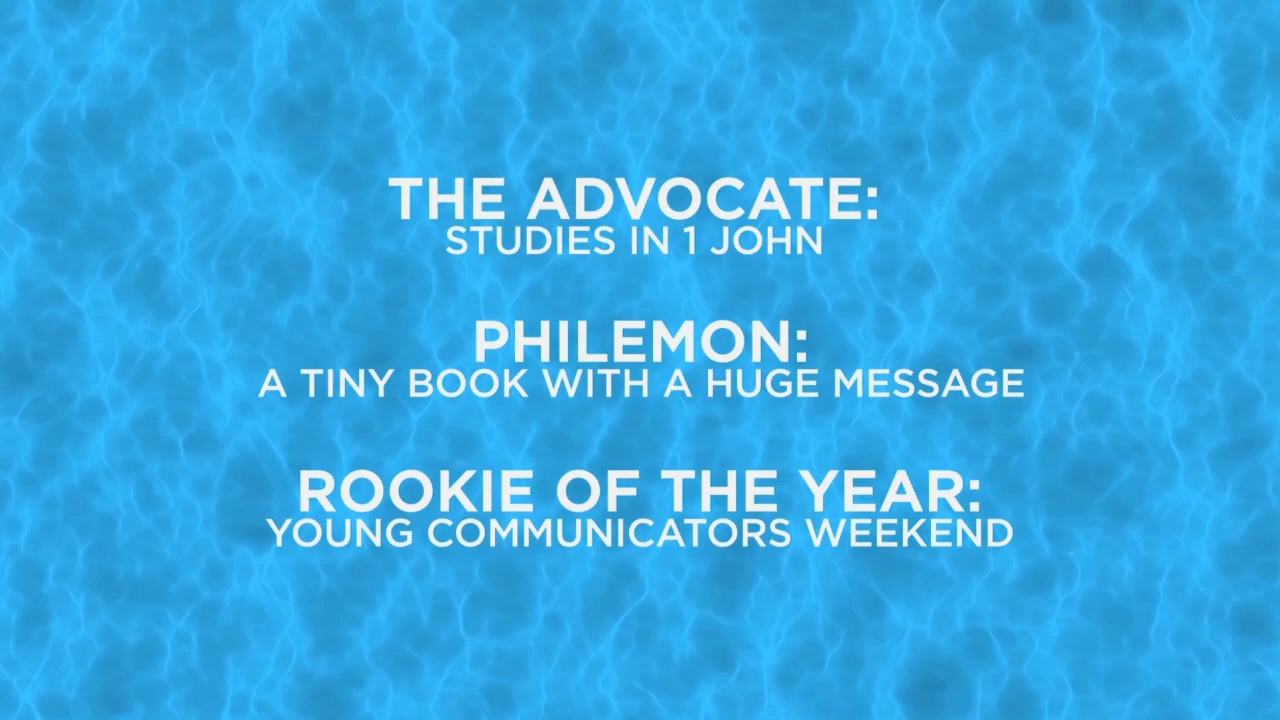 THE ADVOCATE:
STUDIES IN 1 JOHN
PHILEMON:
A TINY BOOK WITH A HUGE MESSAGE
ROOKIE OF THE YEAR:
YOUNG COMMUNICATORS WEEKEND